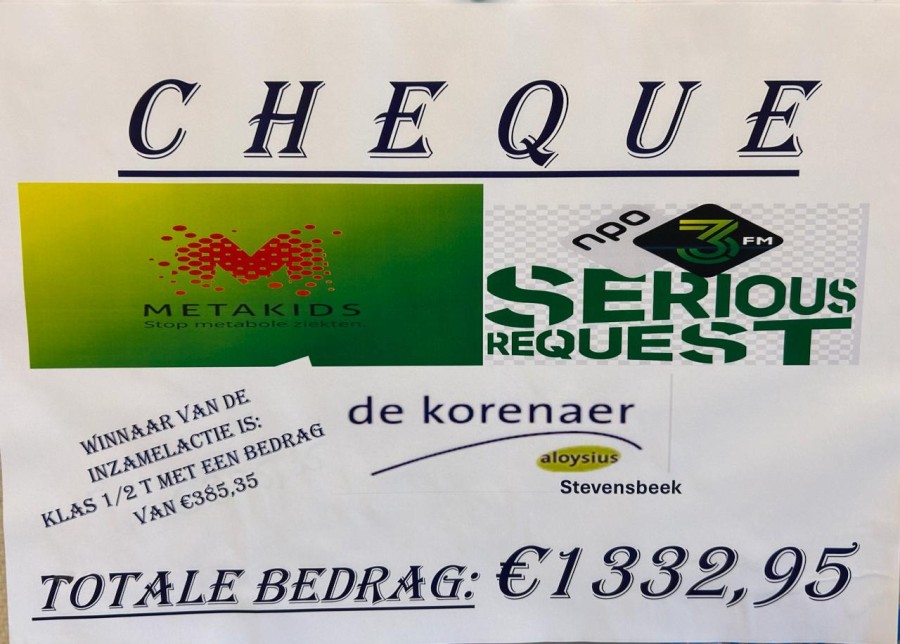 CHEQUE
METAKIDS
Stop metabole ziekten
npo 3FM
SERIOUS
REQUEST
WINNAAR VAN DE
INZAMELACTIE IS:
KLAS 1/2 T MET EEN BEDRAG
VAN €385,35
de korenaer
aloysius
Stevensbeek
TOTALE BEDRAG: €1332,95